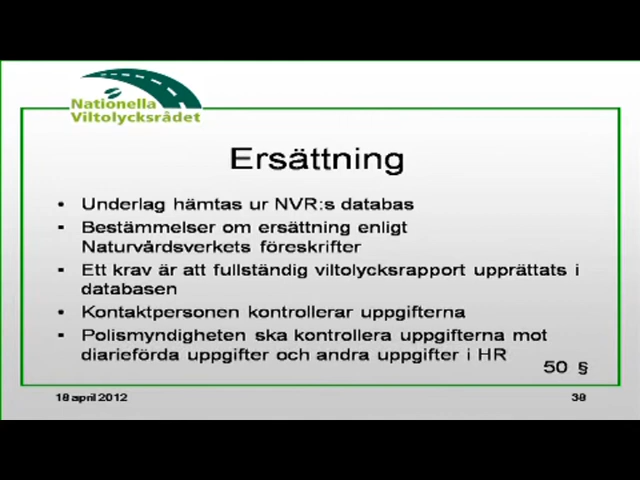 Nationella
Viltolycksrådet
Ersättning
• Underlag hämtas ur NVR:s databas
• Bestämmelser om ersättning enligt
Naturvårdsverkets föreskrifter
• Ett krav är att fullständig viltolycksrapport upprättats i
databasen
• Kontaktpersonen kontrollerar uppgifterna
• Polismyndigheten ska kontrollera uppgifterna mot
diarieförda uppgifter och andra uppgifter i HR
50 §
18 april 2012
38